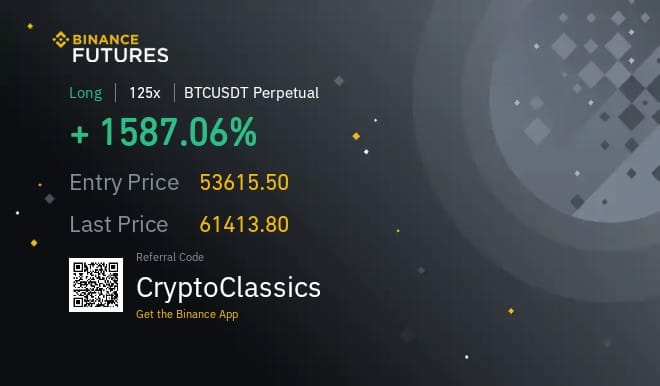 BINANCE
FUTURES
Long | 125x | BTCUSDT Perpetual
+ 1587.06%
Entry Price 53615.50
Last Price 61413.80
Referral Code
CryptoClassics
Get the Binance App